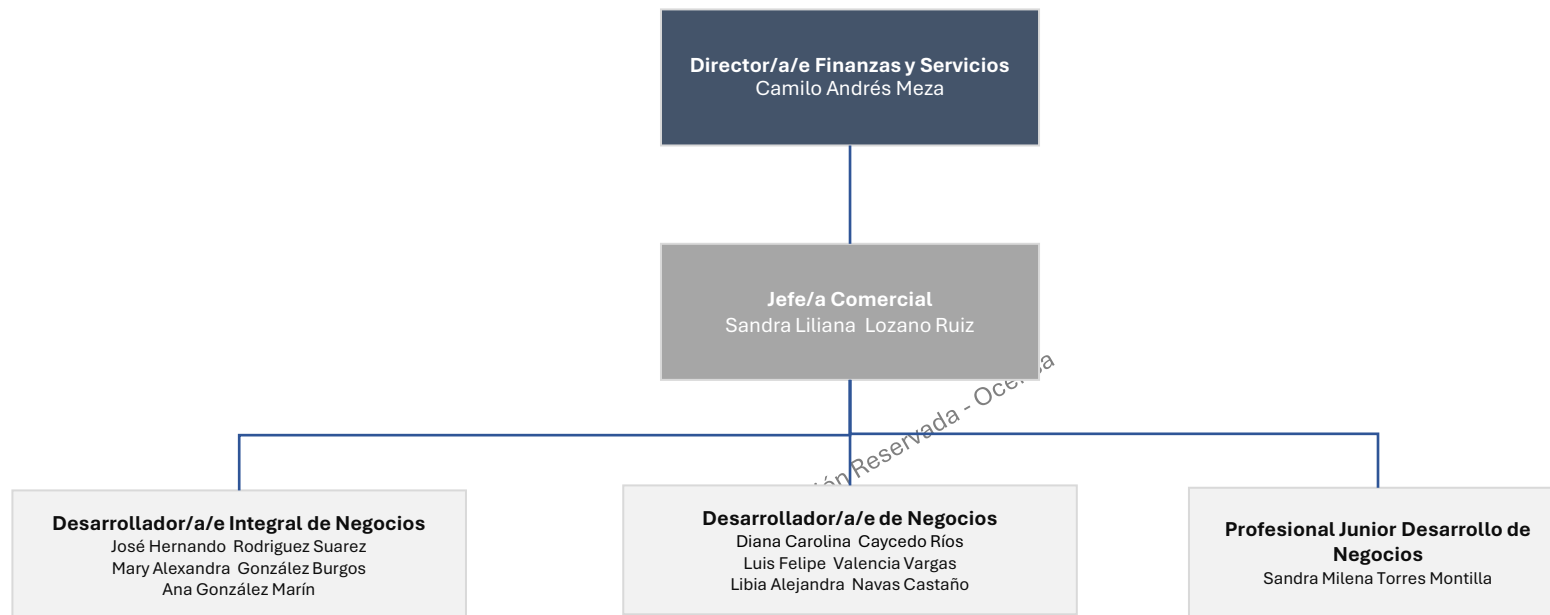 Director/a/e Finanzas y Servicios
Camilo Andrés Meza
Jefe/a Comercial
Sandra Liliana Lozano Ruiz
Reservada -
Desarrollador/a/e Integral de Negocios
José Hernando Rodriguez Suarez
Mary Alexandra González Burgos
Ana González Marín
Desarrollador/a/e de Negocios
Diana Carolina Caycedo Ríos
Luis Felipe Valencia Vargas
Libia Alejandra Navas Castaño
Profesional Junior Desarrollo de
Negocios
Sandra Milena Torres Montilla